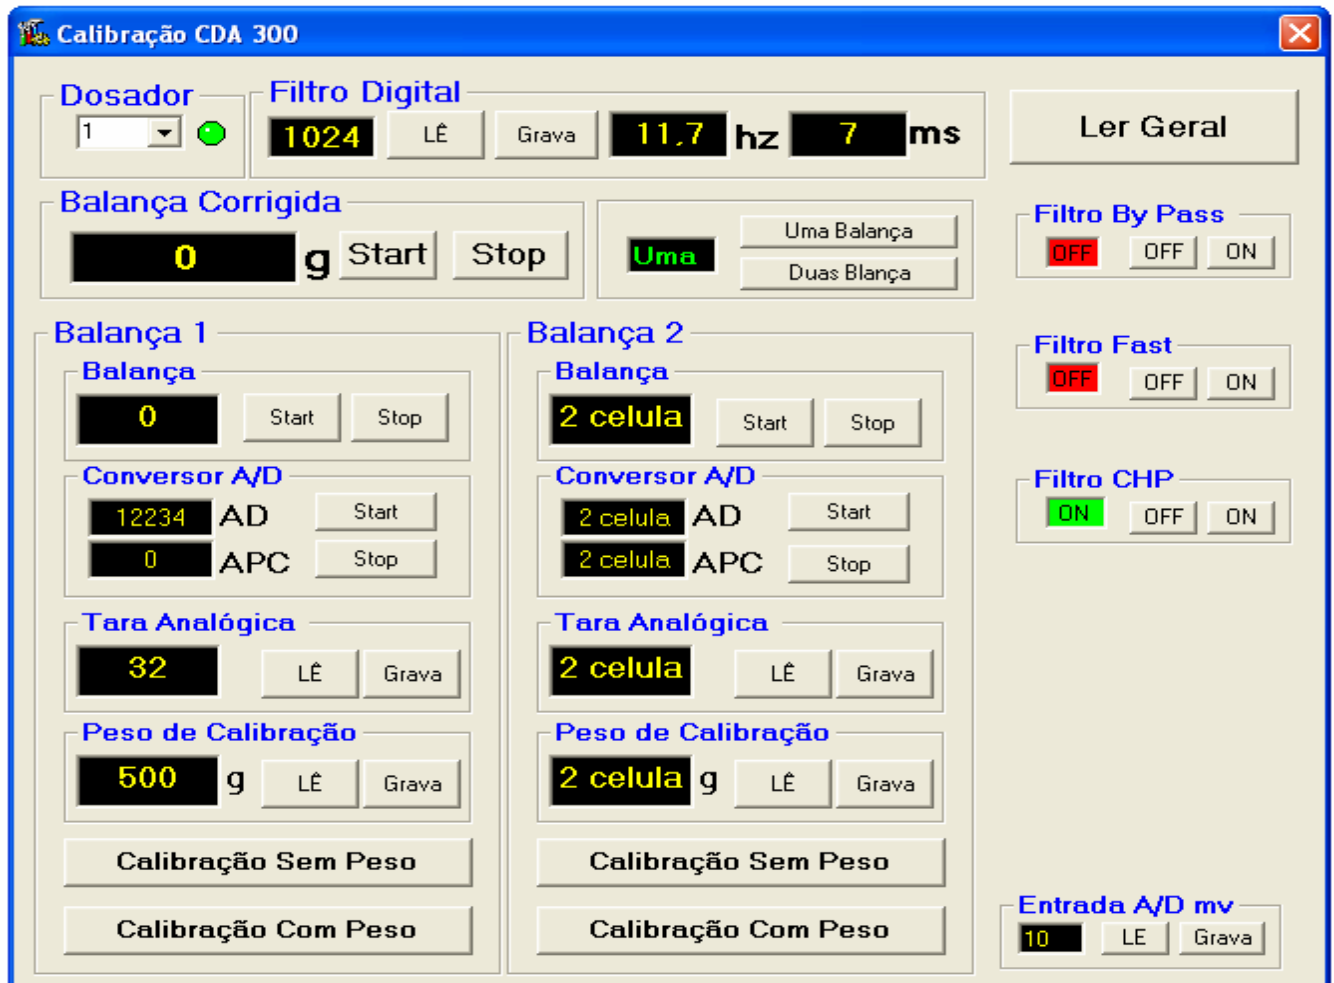 Calibração CDA 300
Dosador
1
Filtro Digital
1024 LÊ Grava 11,7 hz 7 ms
Ler Geral
Balança Corrigida
0 g Start Stop
Uma
Uma Balança
Duas Blança
Filtro By Pass
OFF OFF ON
Filtro Fast
OFF OFF ON
Filtro CHP
ON OFF ON
Balança 1
Balança
0 Start Stop
Conversor A/D
12234 AD Start
0 APC Stop
Tara Analógica
32 LÊ Grava
Peso de Calibração
500 g LÊ Grava
Calibração Sem Peso
Calibração Com Peso
Balança 2
Balança
2 celula Start Stop
Conversor A/D
2 celula AD Start
2 celula APC Stop
Tara Analógica
2 celula LÊ Grava
Peso de Calibração
2 celula g LÊ Grava
Calibração Sem Peso
Calibração Com Peso
Entrada A/D mv
10 LE Grava